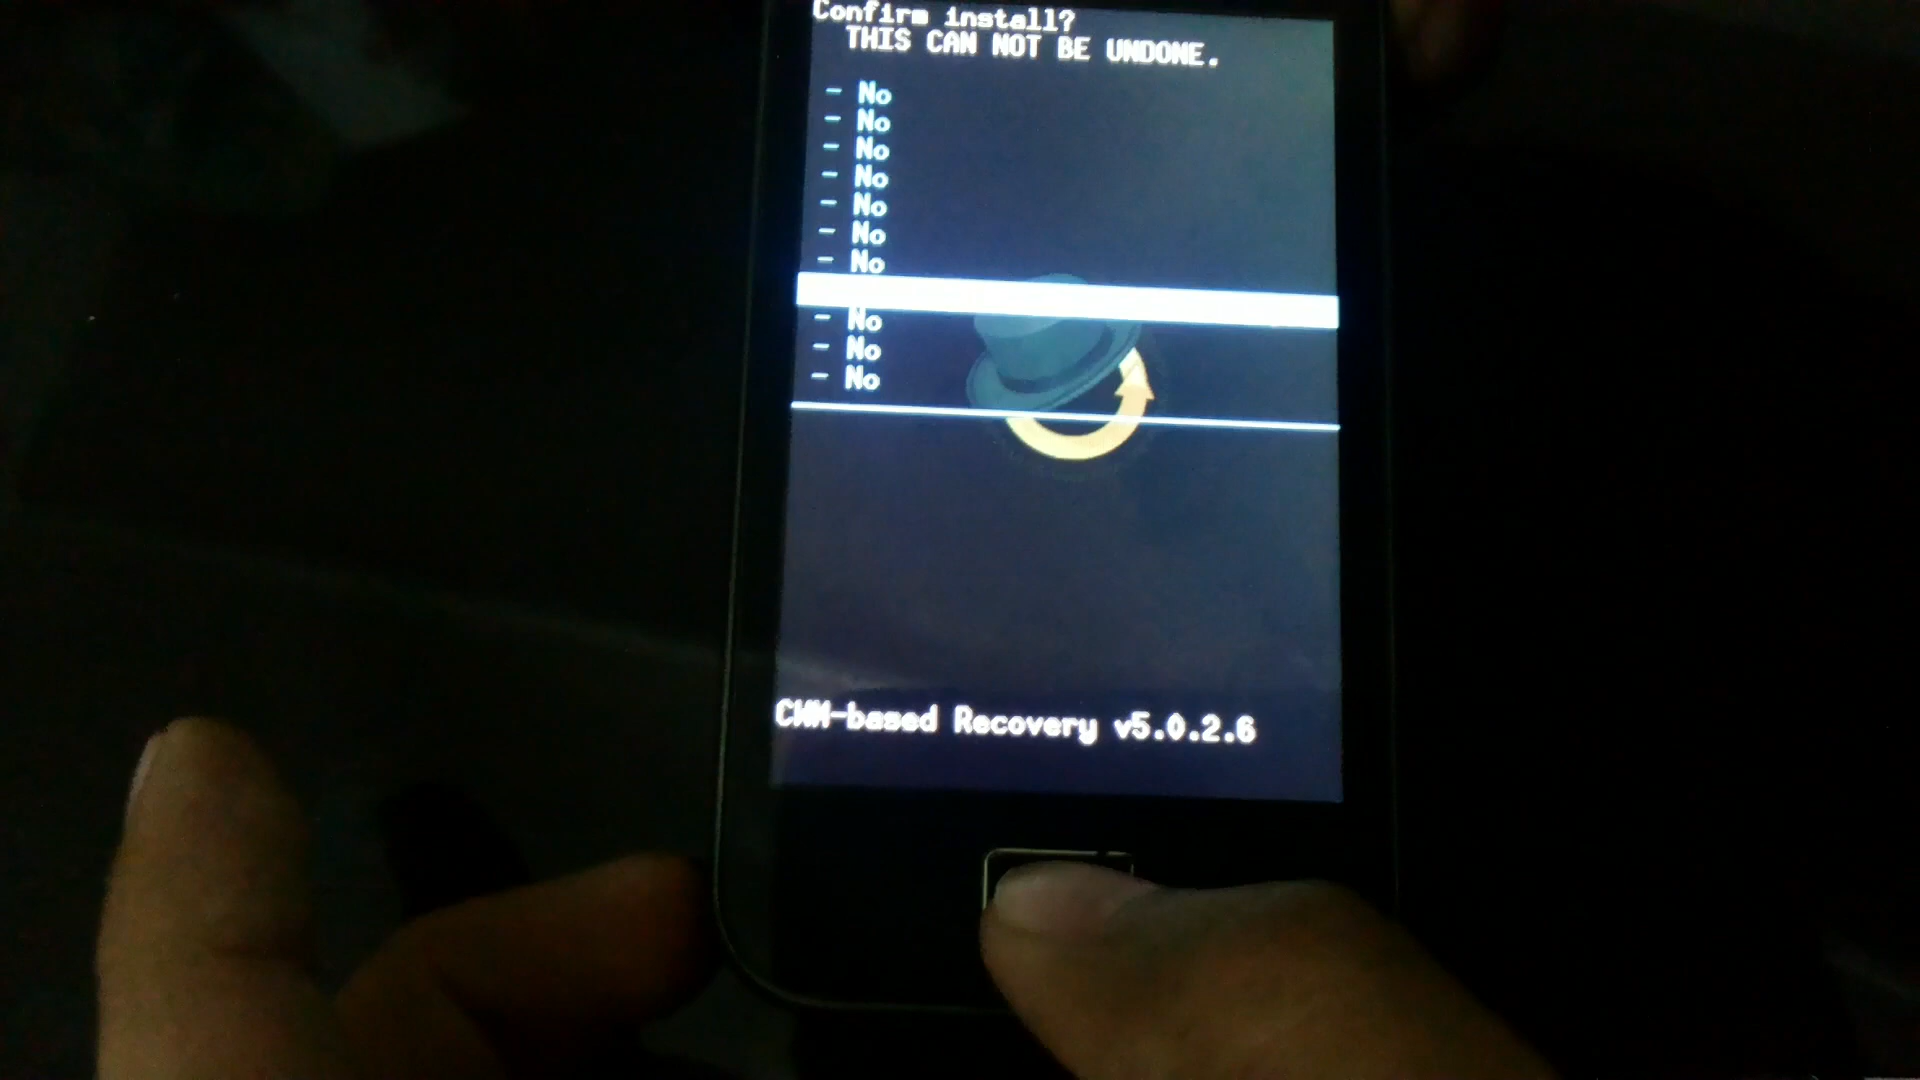 Confirm install?
THIS CAN NOT BE UNDONE.
- No
- No
- No
- No
- No
- No
- No
- No
- No
- No
CWM-based Recovery v5.0.2.6